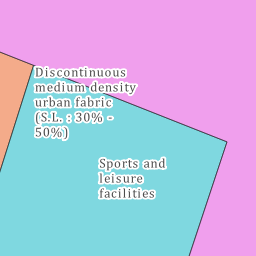 Discontinuous
medium density
urban fabric
(S.L. : 30% -
50%)
Sports and
leisure
facilities